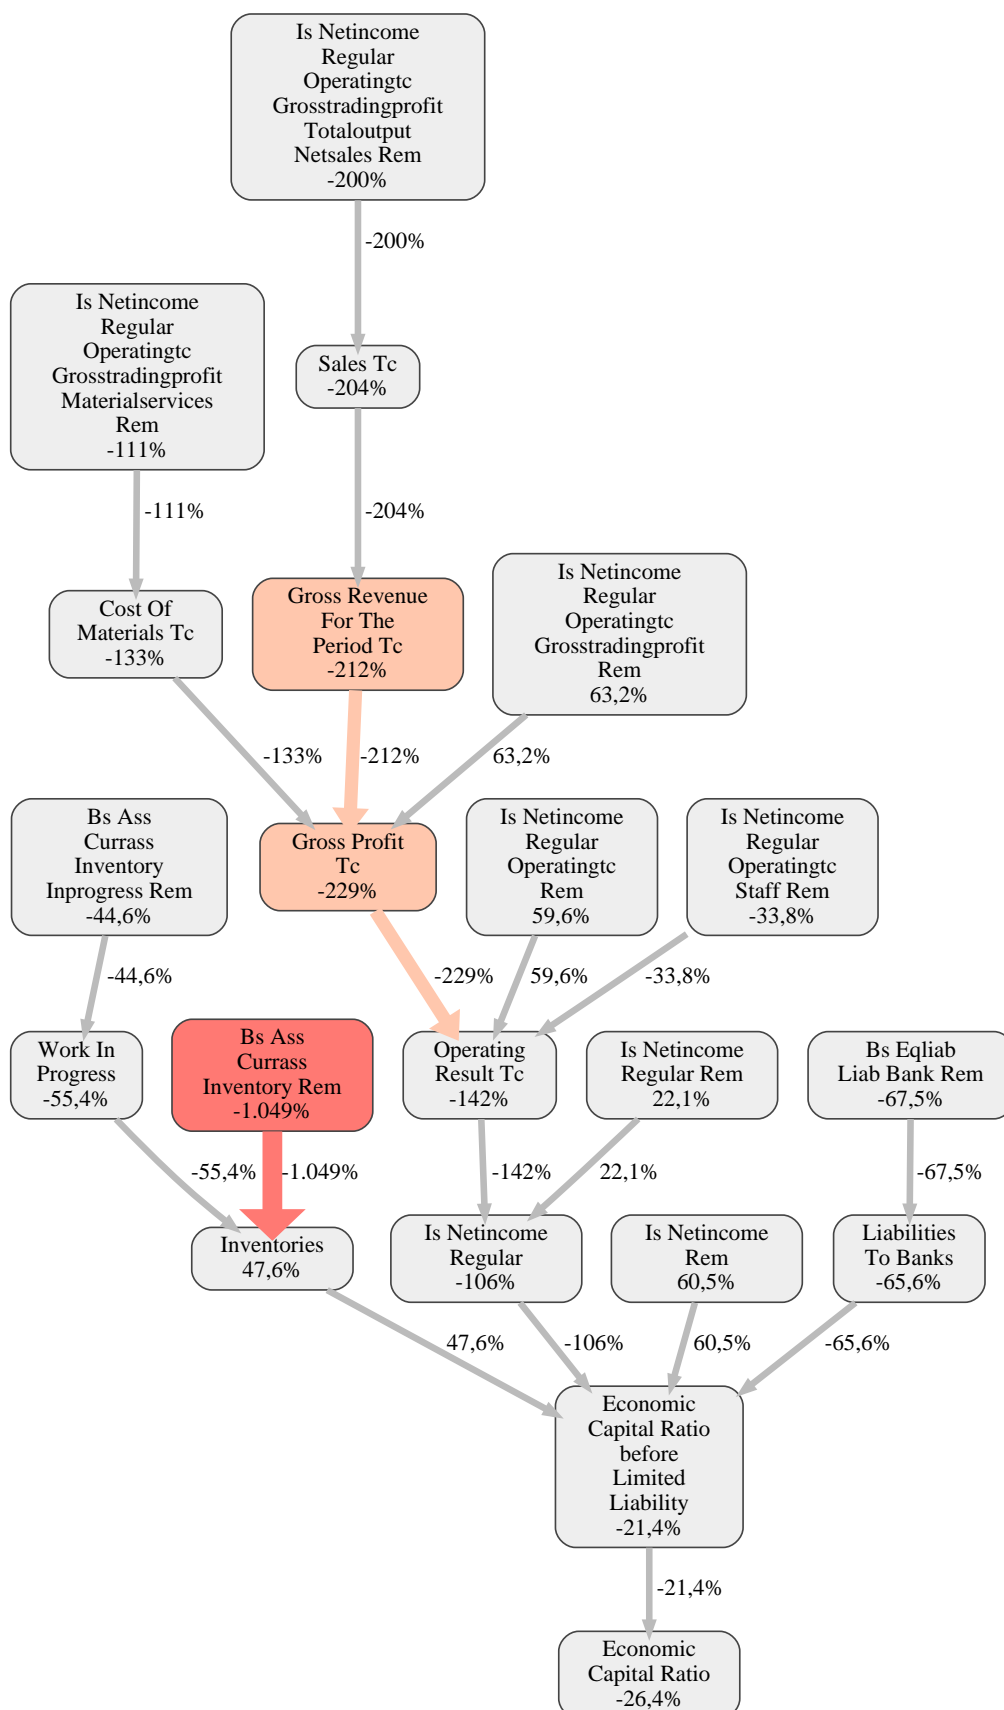 Is Netincome
Regular
Operatingtc
Grosstradingprofit
Totaloutput
Netsales Rem
-200%
-200%
Is Netincome
Regular
Operatingtc
Grosstradingprofit
Materialservices
Rem
-111%
Sales Tc
-204%
-111%
-204%
Is Netincome
Regular
Operatingtc
Grosstradingprofit
Rem
63,2%
Cost Of
Materials Tc
-133%
Gross Revenue
For The
Period Tc
-212%
-133%
-212%
63,2%
Bs Ass
Currass
Inventory
Inprogress Rem
-44,6%
Gross Profit
Tc
-229%
Is Netincome
Regular
Operatingtc
Rem
59,6%
Is Netincome
Regular
Operatingtc
Staff Rem
-33,8%
-44,6%
-229%
59,6%
-33,8%
Work In
Progress
-55,4%
Bs Ass
Currass
Inventory Rem
-1.049%
Operating
Result Tc
-142%
Is Netincome
Regular Rem
22,1%
Bs Eqliab
Liab Bank Rem
-67,5%
-55,4%
-1.049%
-142%
22,1%
-67,5%
Inventories
47,6%
Is Netincome
Regular
-106%
Is Netincome
Rem
60,5%
Liabilities
To Banks
-65,6%
47,6%
-106%
60,5%
-65,6%
Economic
Capital Ratio
before
Limited
Liability
-21,4%
-21,4%
Economic
Capital Ratio
-26,4%